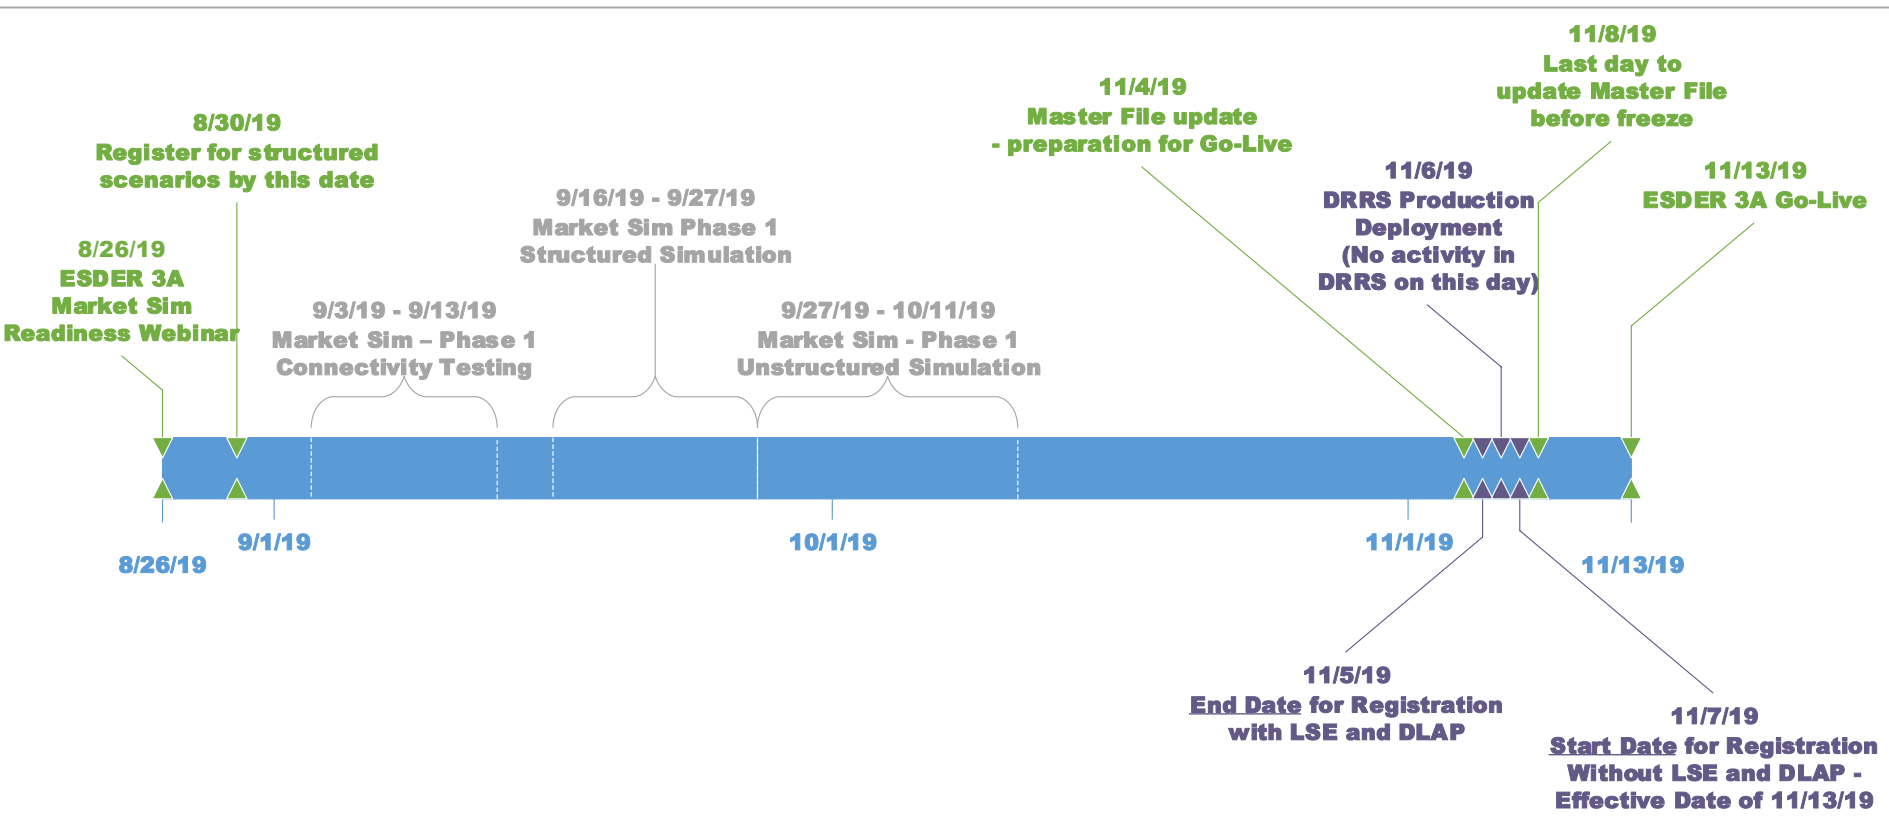 8/26/19
ESDER 3A
Market Sim
Readiness Webinar
8/30/19
Register for structured
scenarios by this date
9/3/19 - 9/13/19
Market Sim – Phase 1
Connectivity Testing
9/16/19 - 9/27/19
Market Sim Phase 1
Structured Simulation
9/27/19 - 10/11/19
Market Sim - Phase 1
Unstructured Simulation
11/4/19
Master File update
- preparation for Go-Live
11/6/19
DRRS Production
Deployment
(No activity in
DRRS on this day)
11/8/19
Last day to
update Master File
before freeze
11/13/19
ESDER 3A Go-Live
8/26/19
9/1/19
10/1/19
11/1/19
11/13/19
11/5/19
End Date for Registration
with LSE and DLAP
11/7/19
Start Date for Registration
Without LSE and DLAP -
Effective Date of 11/13/19